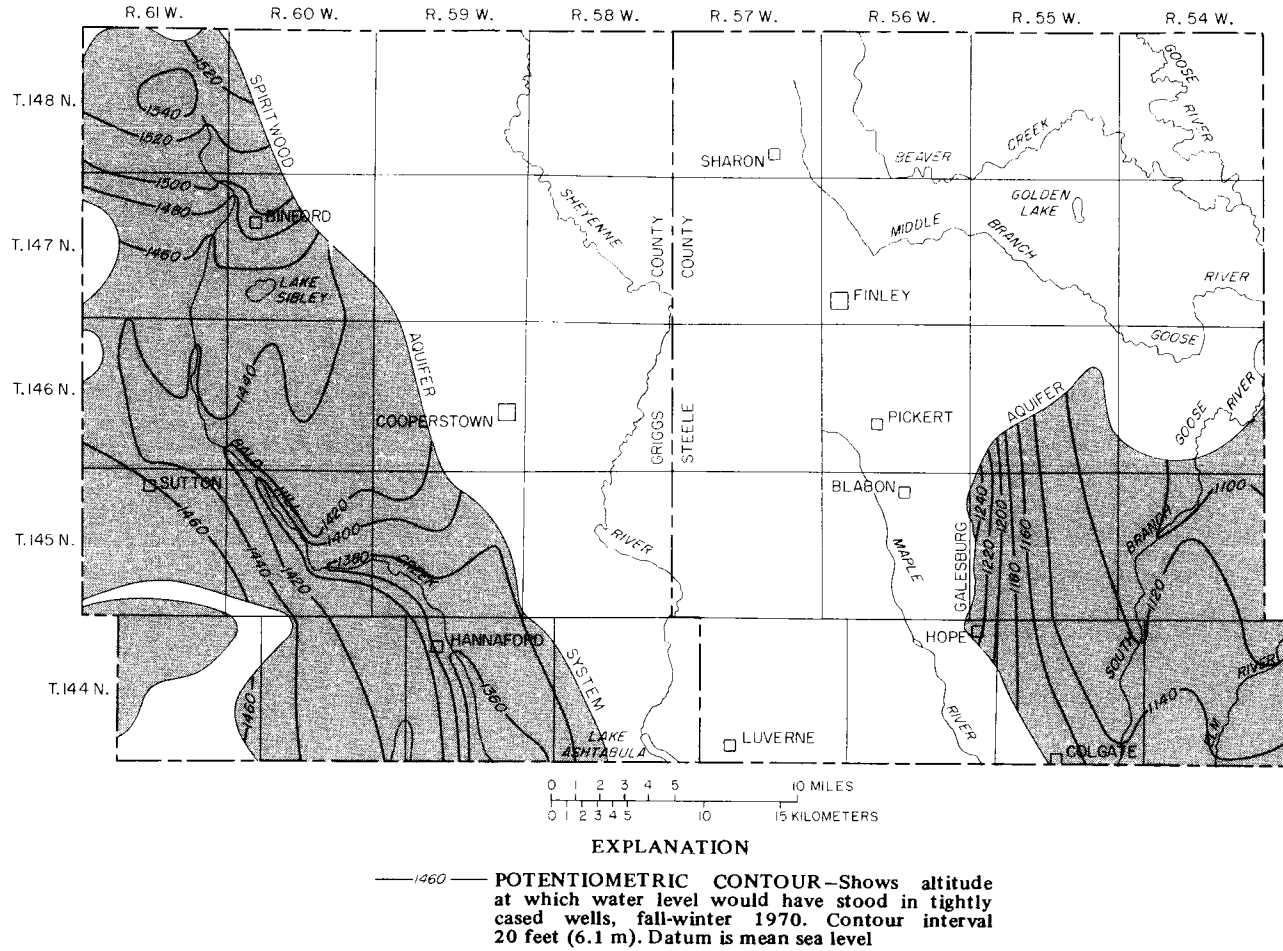 R. 61 W. R. 60 W. R. 59 W. R. 58 W. R. 57 W. R. 56 W. R. 55 W. R. 54 W.
T. 148 N.
T. 147 N.
T. 146 N.
T. 145 N.
T. 144 N.
1520
1540
1520
1500
1480
1460
SPIRITWOOD
AQUIFER
SYSTEM
BINFORD
LAKE
SIBLEY
1440
COOPERSTOWN
SUTTON
BALD
HILL
CREEK
1460
1440
1420
1420
1400
1380
HANNAFORD
1360
1460
LAKE
ASHTABULA
SHEYENNE
RIVER
GRIGGS COUNTY
STEELE COUNTY
LUVERNE
SHARON
BEAVER
CREEK
GOOSE
RIVER
GOLDEN
LAKE
MIDDLE
BRANCH
GOOSE
RIVER
FINLEY
PICKERT
BLABON
MAPLE
RIVER
GALESBURG
AQUIFER
1240
1220
1200
1180
1160
HOPE
GOOSE
RIVER
SOUTH
BRANCH
1100
1120
1140
ELM
RIVER
COLGATE
0 1 2 3 4 5 10 MILES
0 1 2 3 4 5 10 15 KILOMETERS
EXPLANATION
1460
POTENTIOMETRIC CONTOUR–Shows altitude
at which water level would have stood in tightly
cased wells, fall-winter 1970. Contour interval
20 feet (6.1 m). Datum is mean sea level